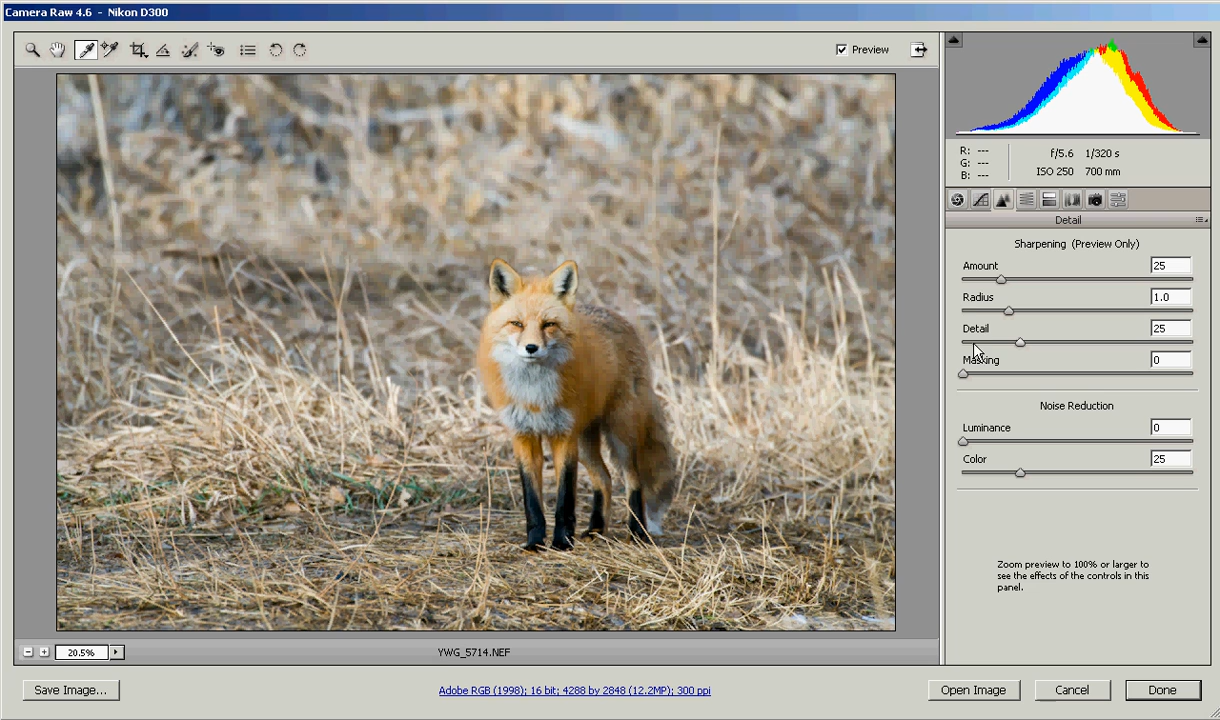 Camera Raw 4.6 - Nikon D300
Preview
R: ---
G: ---
B: ---
f/5.6 1/320 s
ISO 250 700 mm
Detail
Sharpening (Preview Only)
Amount 25
Radius 1.0
Detail 25
Masking 0
Noise Reduction
Luminance 0
Color 25
Zoom preview to 100% or larger to
see the effects of the controls in this
panel.
20.5%
YWG_5714.NEF
Save Image...
Adobe RGB (1998); 16 bit; 4288 by 2848 (12.2MP); 300 ppi
Open Image
Cancel
Done